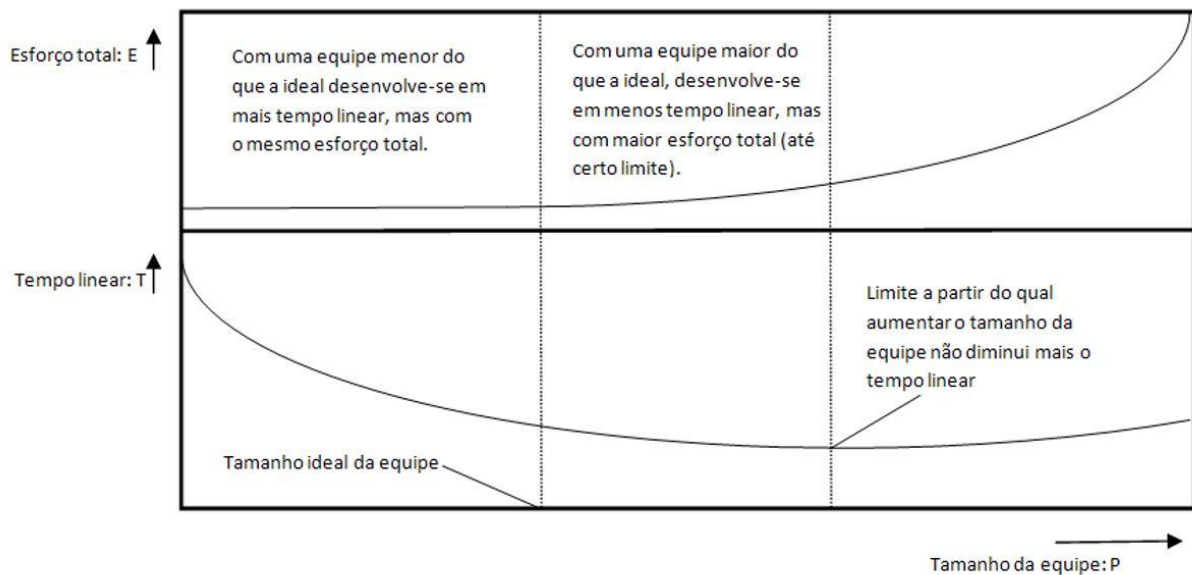 Esforço total: E
Com uma equipe menor do
que a ideal desenvolve-se em
mais tempo linear, mas com
o mesmo esforço total.
Com uma equipe maior do
que a ideal, desenvolve-se
em menos tempo linear, mas
com maior esforço total (até
certo limite).
Tempo linear: T
Limite a partir do qual
aumentar o tamanho da
equipe não diminui mais o
tempo linear
Tamanho ideal da equipe
Tamanho da equipe: P